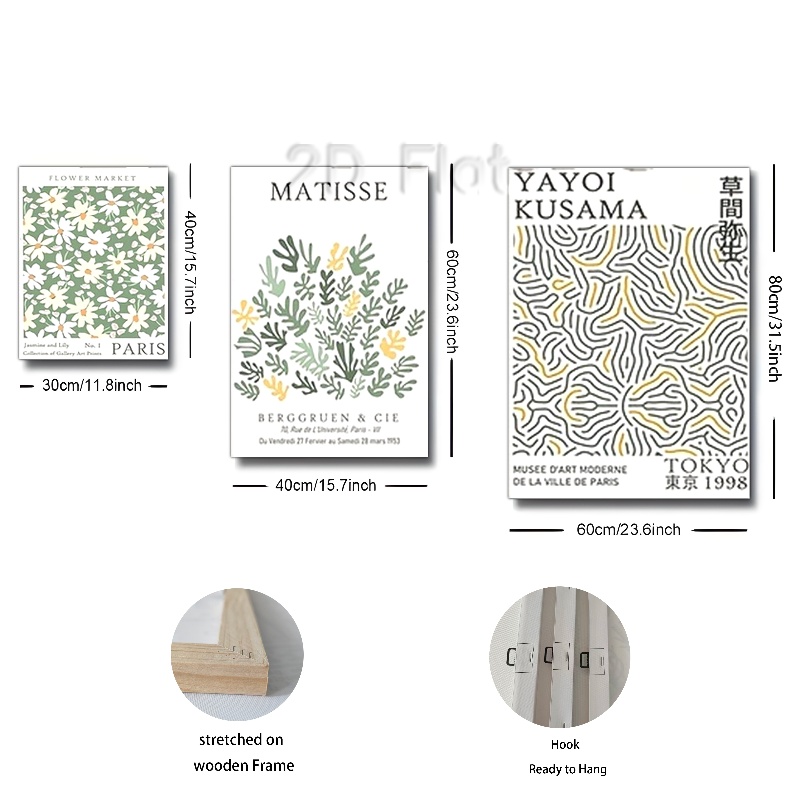 2D Flat
FLOWER MARKET
Jasmine and Lily No. 1
Collection of Gallery Art Prints
PARIS
40cm/15.7inch
30cm/11.8inch
MATISSE
BERGGRUEN & CIE
70, Rue de L'Université, Paris - VII
Du Vendredi 27 Fervier au Samedi 28 mars 1953
60cm/23.6inch
40cm/15.7inch
YAYOI
KUSAMA
草間弥生
MUSEE D'ART MODERNE
DE LA VILLE DE PARIS
TOKYO
東京 1998
80cm/31.5inch
60cm/23.6inch
stretched on
wooden Frame
Hook
Ready to Hang